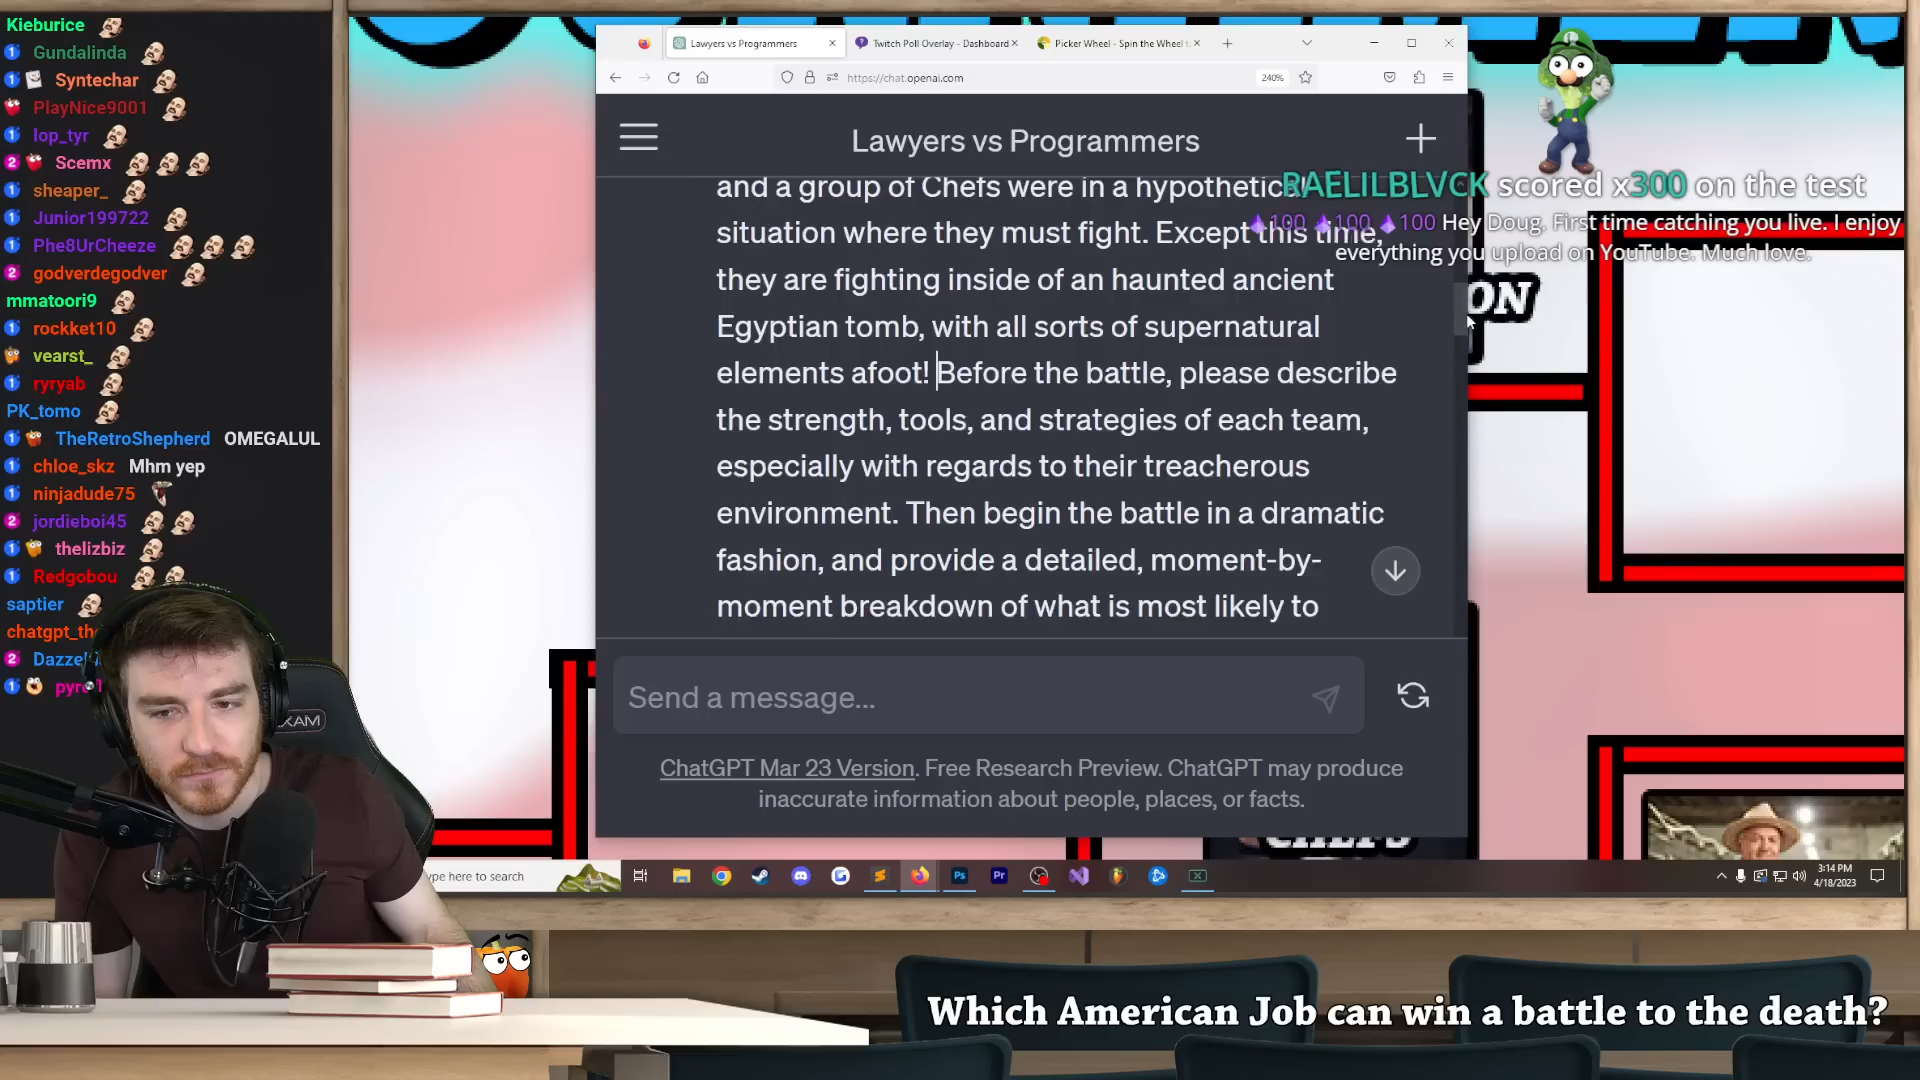 Kieburice
Gundalinda
Syntechar
PlayNice9001
lop_tyr
Scemx
sheaper_
Junior199722
Phe8UrCheeze
godverdegodver
mmatoori9
rockket10
vearst_
ryryab
PK_tomo
TheRetroShepherd OMEGALUL
chloe_skz Mhm yep
ninjadude75
jordieboi45
thelizbiz
Redgobou
saptier
Lawyers vs Programmers
Twitch Poll Overlay - Dashboard
Picker Wheel - Spin the Wheel
https://chat.openai.com
240%
Lawyers vs Programmers
RAELILBLVCK scored x300 on the test
100 100 100 Hey Doug. First time catching you live. I enjoy
everything you upload on YouTube. Much love.
and a group of Chefs were in a hypothetical
situation where they must fight. Except this time,
they are fighting inside of an haunted ancient
Egyptian tomb, with all sorts of supernatural
elements afoot! Before the battle, please describe
the strength, tools, and strategies of each team,
especially with regards to their treacherous
environment. Then begin the battle in a dramatic
fashion, and provide a detailed, moment-by-
moment breakdown of what is most likely to
ON
Send a message...
ChatGPT Mar 23 Version. Free Research Preview. ChatGPT may produce
inaccurate information about people, places, or facts.
CHEFS
ype here to search
Ps
Pr
3:14 PM
4/18/2023
Which American Job can win a battle to the death?